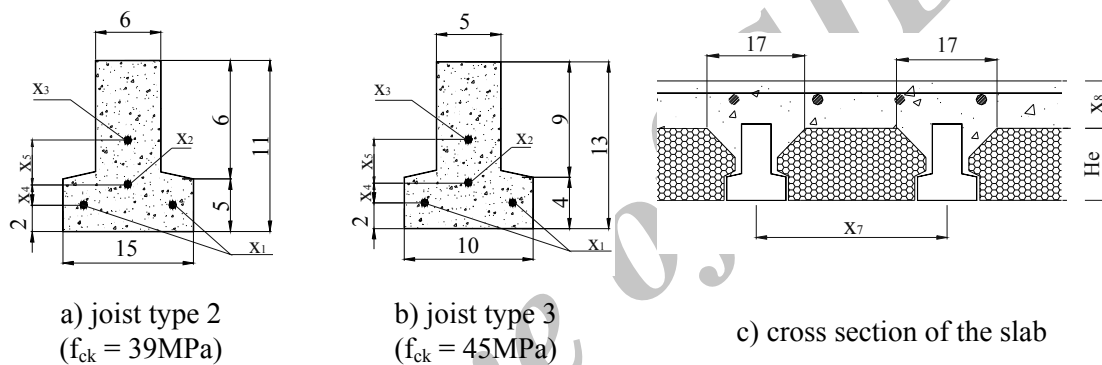 6
x₃
x₂
x₅
x₄
2
6
5
11
15
x₁
a) joist type 2
(fck = 39MPa)
5
x₃
x₂
x₅
x₄
2
9
4
13
10
x₁
b) joist type 3
(fck = 45MPa)
17
17
x₈
He
x₇
c) cross section of the slab